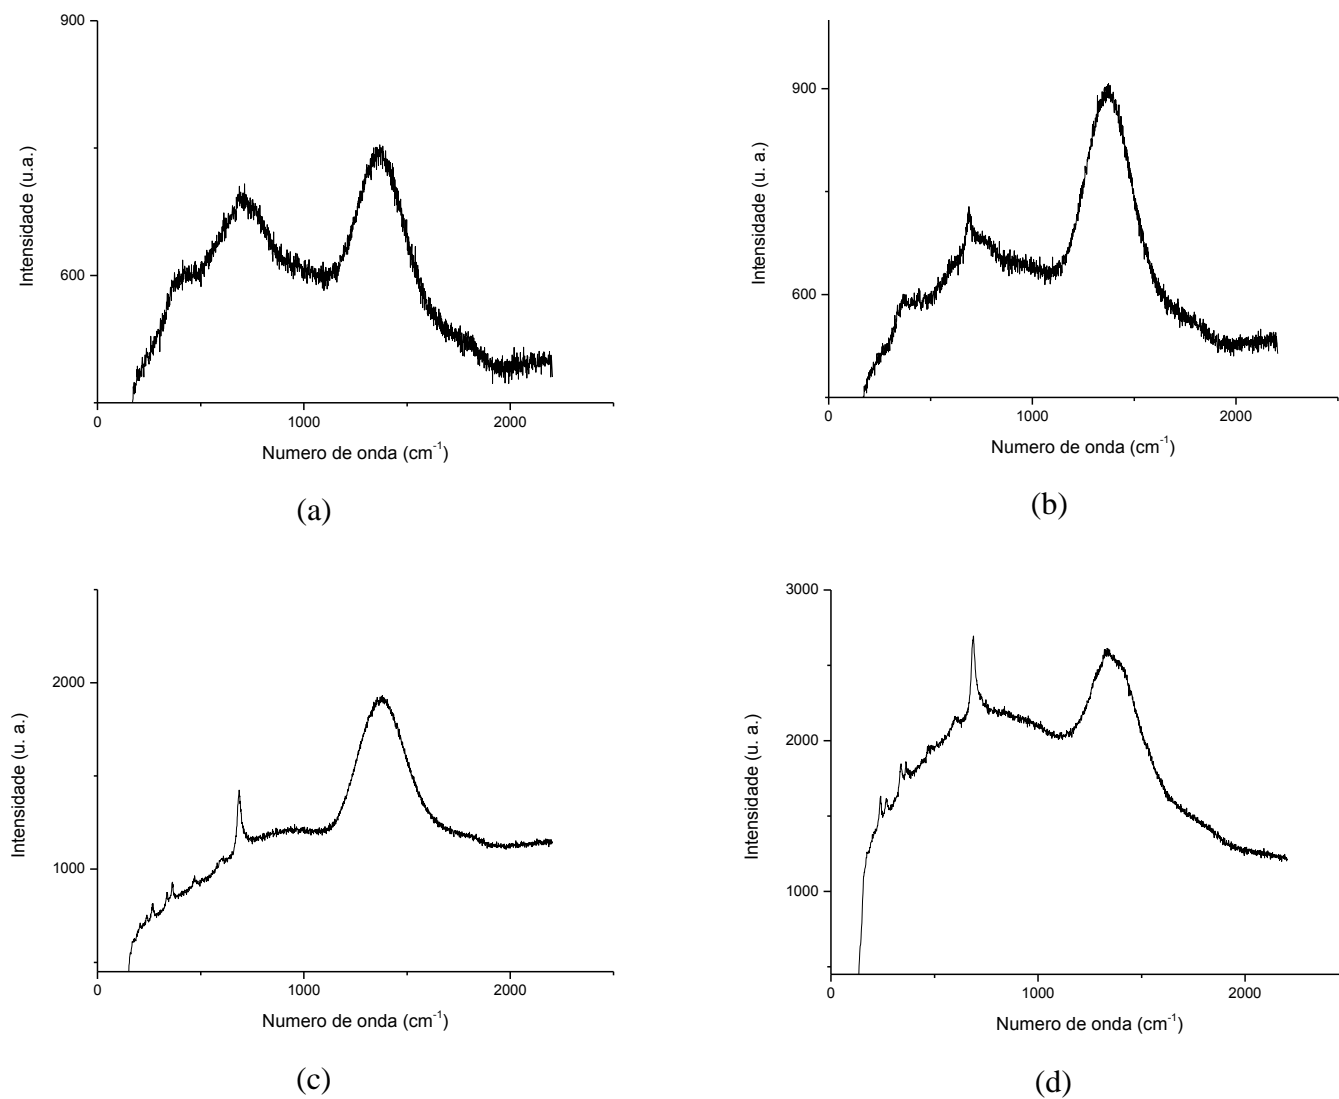 900
600
Intensidade (u.a.)
0
1000
2000
Numero de onda (cm⁻¹)
(a)
900
600
Intensidade (u. a.)
0
1000
2000
Numero de onda (cm⁻¹)
(b)
2000
1000
Intensidade (u. a.)
0
1000
2000
Numero de onda (cm⁻¹)
(c)
3000
2000
1000
Intensidade (u. a.)
0
1000
2000
Numero de onda (cm⁻¹)
(d)